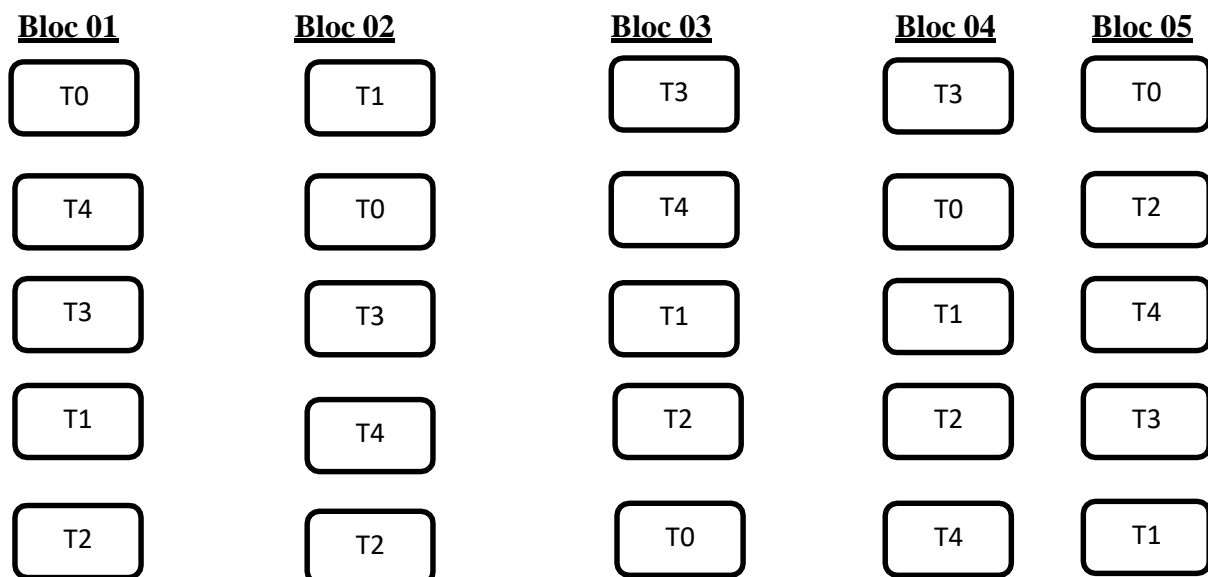 Bloc 01 Bloc 02 Bloc 03 Bloc 04 Bloc 05
T0 T1 T3 T3 T0
T4 T0 T4 T0 T2
T3 T3 T1 T1 T4
T1 T4 T2 T2 T3
T2 T2 T0 T4 T1